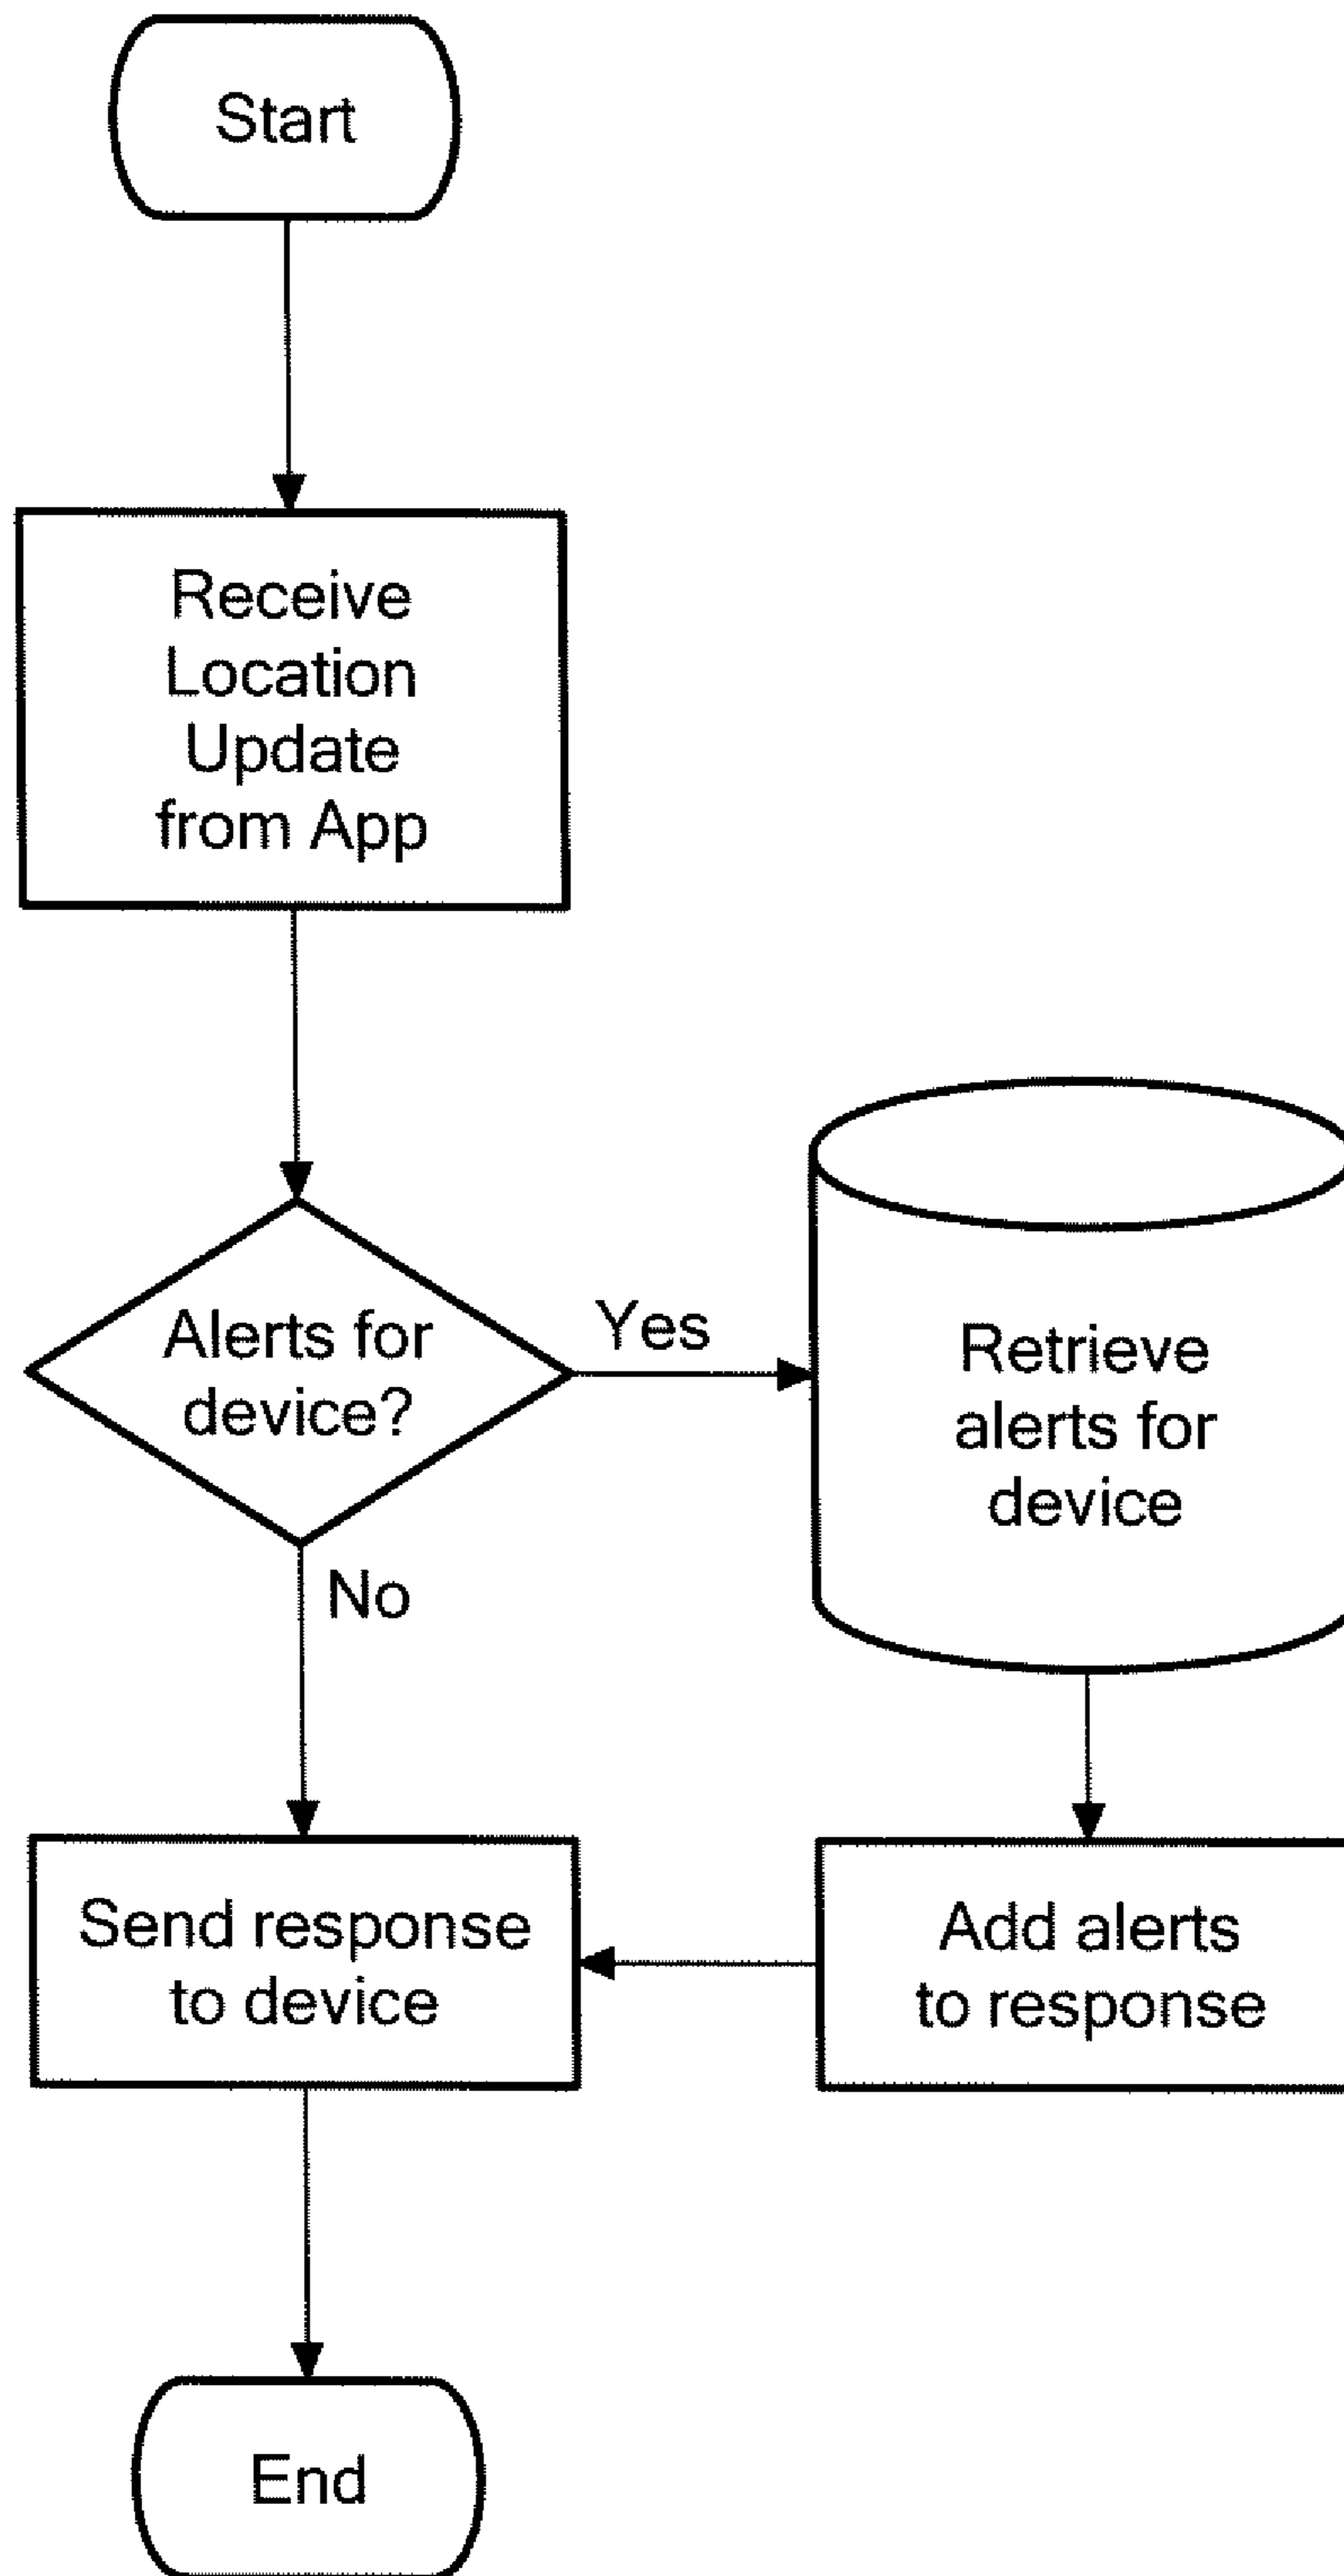 Start
Receive
Location
Update
from App
Alerts for
device?
Yes
No
Retrieve
alerts for
device
Send response
to device
Add alerts
to response
End